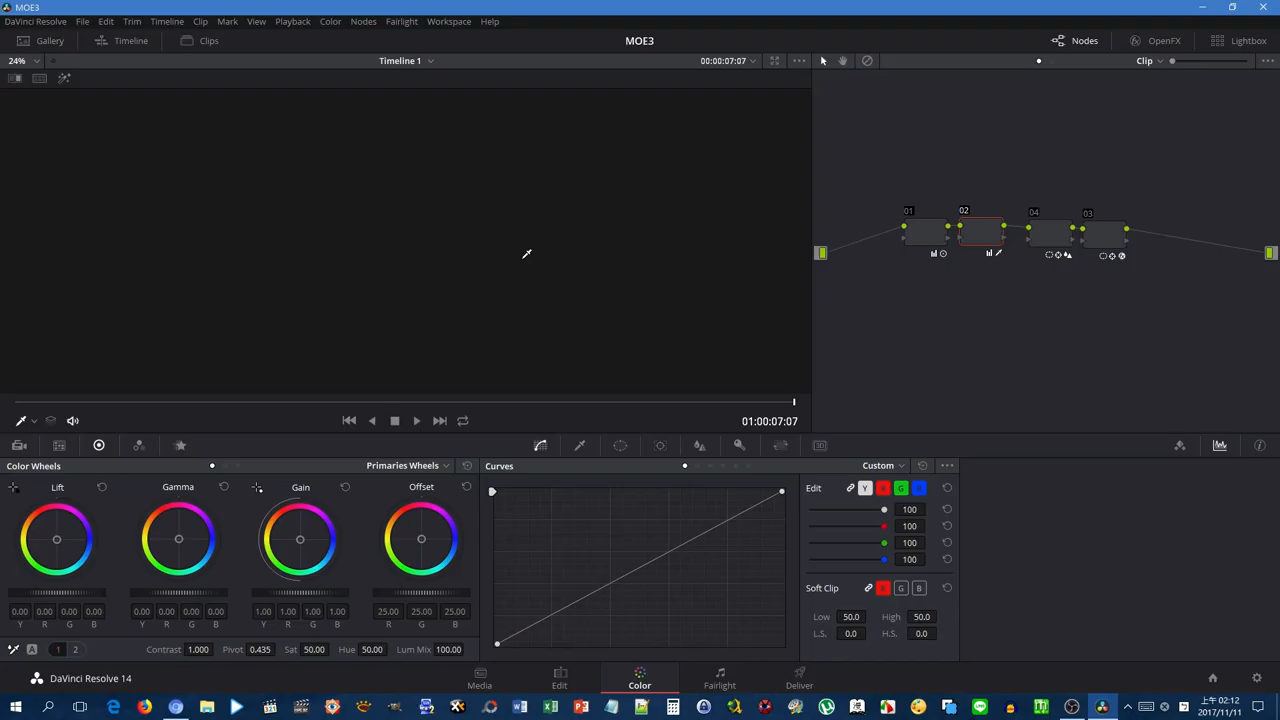 MOE3
DaVinci Resolve File Edit Trim Timeline Clip Mark View Playback Color Nodes Fairlight Workspace Help
Gallery Timeline Clips MOE3 Nodes OpenFX Lightbox
24% Timeline 1 00:00:07:07 Clip
01 02 04 03
01:00:07:07
Color Wheels Primaries Wheels Curves Custom
Lift Gamma Gain Offset Edit Y R G B
100
100
100
100
Soft Clip R G B
0.00 0.00 0.00 0.00 0.00 0.00 0.00 0.00 1.00 1.00 1.00 1.00 25.00 25.00 25.00 Low 50.0 High 50.0
Y R G B Y R G B Y R G B R G B L.S. 0.0 H.S. 0.0
A 1 2 Contrast 1.000 Pivot 0.435 Sat 50.00 Hue 50.00 Lum Mix 100.00
DaVinci Resolve 14 Media Edit Color Fairlight Deliver
上午 02:12
2017/11/11